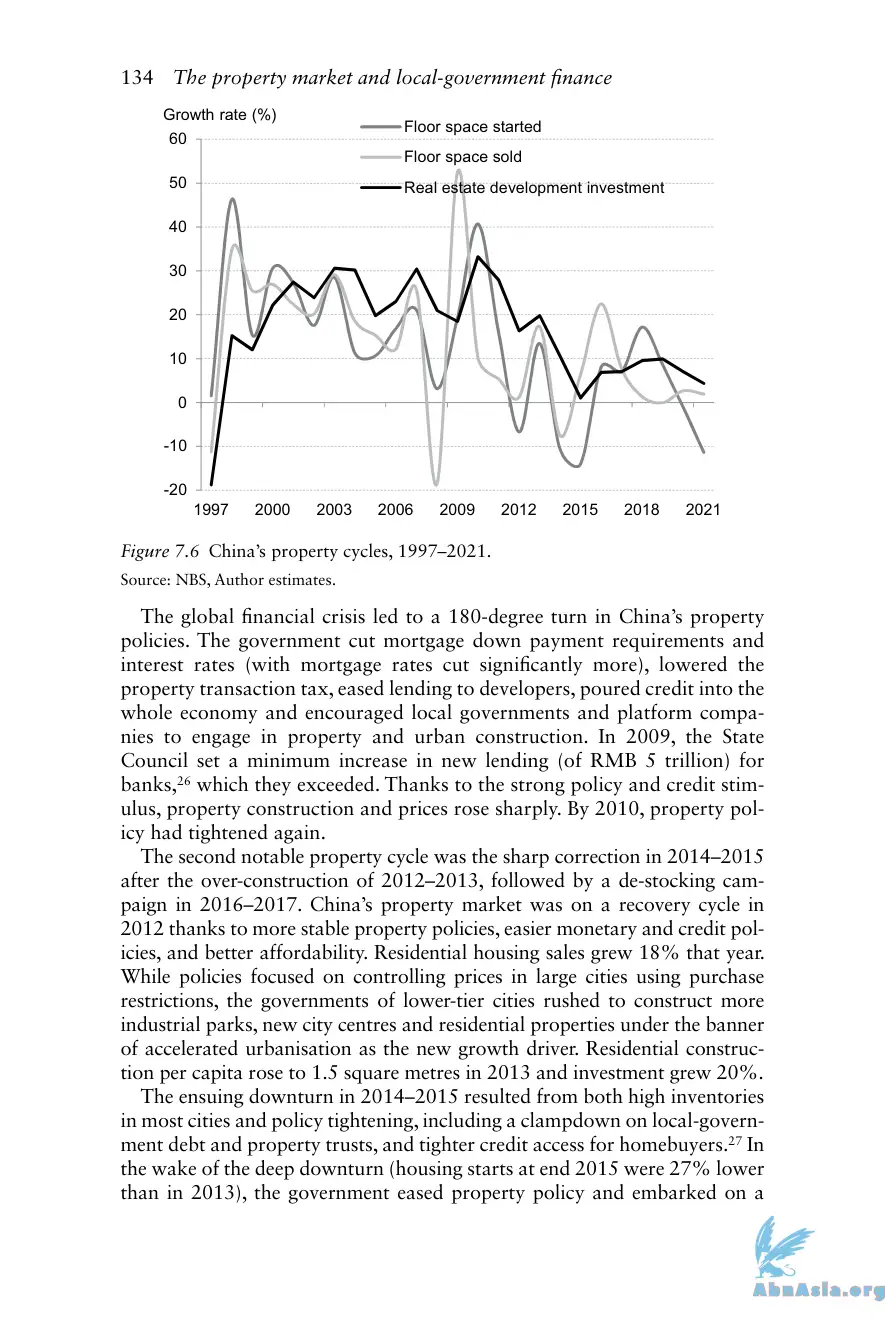 134 The property market and local-government finance
Growth rate (%)
Floor space started
Floor space sold
Real estate development investment
60
50
40
30
20
10
0
-10
-20
1997 2000 2003 2006 2009 2012 2015 2018 2021
Figure 7.6 China’s property cycles, 1997–2021.
Source: NBS, Author estimates.
The global financial crisis led to a 180-degree turn in China’s property
policies. The government cut mortgage down payment requirements and
interest rates (with mortgage rates cut significantly more), lowered the
property transaction tax, eased lending to developers, poured credit into the
whole economy and encouraged local governments and platform compa-
nies to engage in property and urban construction. In 2009, the State
Council set a minimum increase in new lending (of RMB 5 trillion) for
banks,26 which they exceeded. Thanks to the strong policy and credit stim-
ulus, property construction and prices rose sharply. By 2010, property pol-
icy had tightened again.
The second notable property cycle was the sharp correction in 2014–2015
after the over-construction of 2012–2013, followed by a de-stocking cam-
paign in 2016–2017. China’s property market was on a recovery cycle in
2012 thanks to more stable property policies, easier monetary and credit pol-
icies, and better affordability. Residential housing sales grew 18% that year.
While policies focused on controlling prices in large cities using purchase
restrictions, the governments of lower-tier cities rushed to construct more
industrial parks, new city centres and residential properties under the banner
of accelerated urbanisation as the new growth driver. Residential construc-
tion per capita rose to 1.5 square metres in 2013 and investment grew 20%.
The ensuing downturn in 2014–2015 resulted from both high inventories
in most cities and policy tightening, including a clampdown on local-govern-
ment debt and property trusts, and tighter credit access for homebuyers.27 In
the wake of the deep downturn (housing starts at end 2015 were 27% lower
than in 2013), the government eased property policy and embarked on a
AbnAsia.org